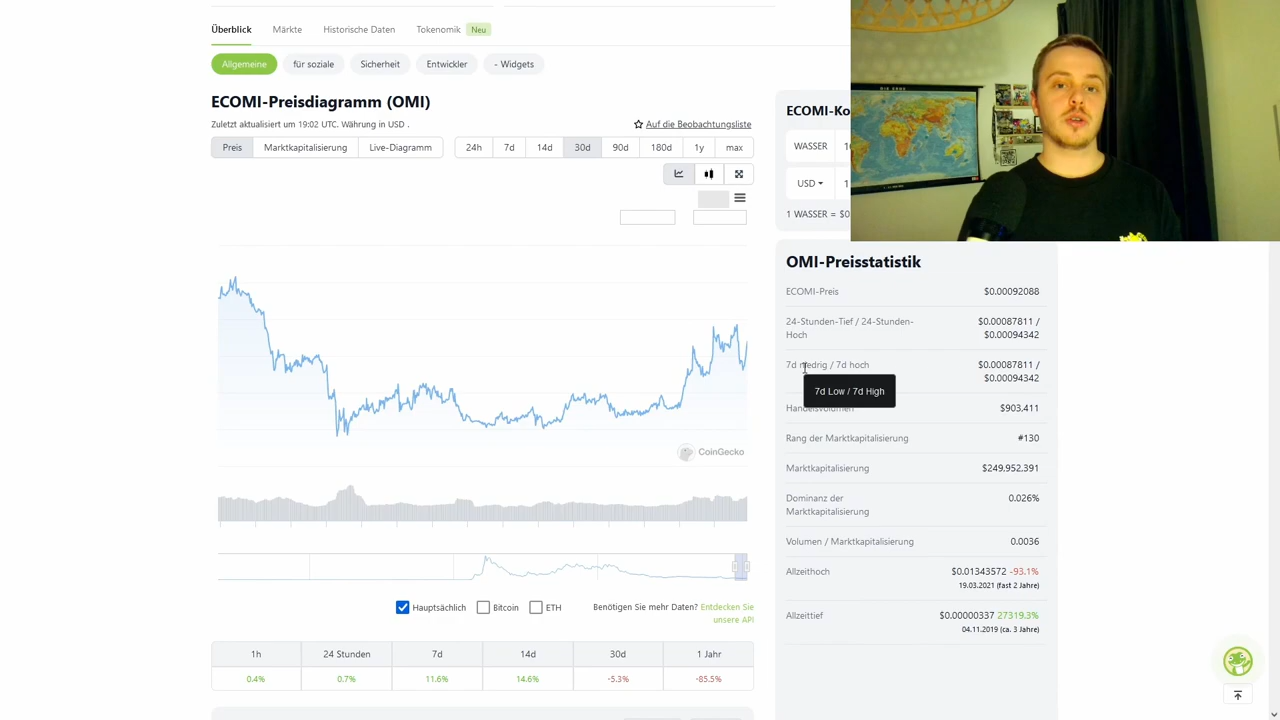 Überblick
Märkte
Historische Daten
Tokenomik
Neu
Allgemeine
für soziale
Sicherheit
Entwickler
- Widgets
ECOMI-Preisdiagramm (OMI)
Zuletzt aktualisiert um 19:02 UTC. Währung in USD .
Auf die Beobachtungsliste
Preis
Marktkapitalisierung
Live-Diagramm
24h
7d
14d
30d
90d
180d
1y
max
CoinGecko
Hauptsächlich
Bitcoin
ETH
Benötigen Sie mehr Daten? Entdecken Sie
unsere API
1h
24 Stunden
7d
14d
30d
1 Jahr
0.4%
0.7%
11.6%
14.6%
-5.3%
-85.5%
ECOMI-Ko
WASSER
USD
1
1 WASSER = $0
DIE ERDE
OMI-Preisstatistik
ECOMI-Preis
$0.00092088
24-Stunden-Tief / 24-Stunden-
Hoch
$0.00087811 /
$0.00094342
7d niedrig / 7d hoch
$0.00087811 /
$0.00094342
7d Low / 7d High
Handelsvolumen
$903,411
Rang der Marktkapitalisierung
#130
Marktkapitalisierung
$249,952,391
Dominanz der
Marktkapitalisierung
0.026%
Volumen / Marktkapitalisierung
0.0036
Allzeithoch
$0.01343572 -93.1%
19.03.2021 (fast 2 Jahre)
Allzeittief
$0.00000337 27319.3%
04.11.2019 (ca. 3 Jahre)